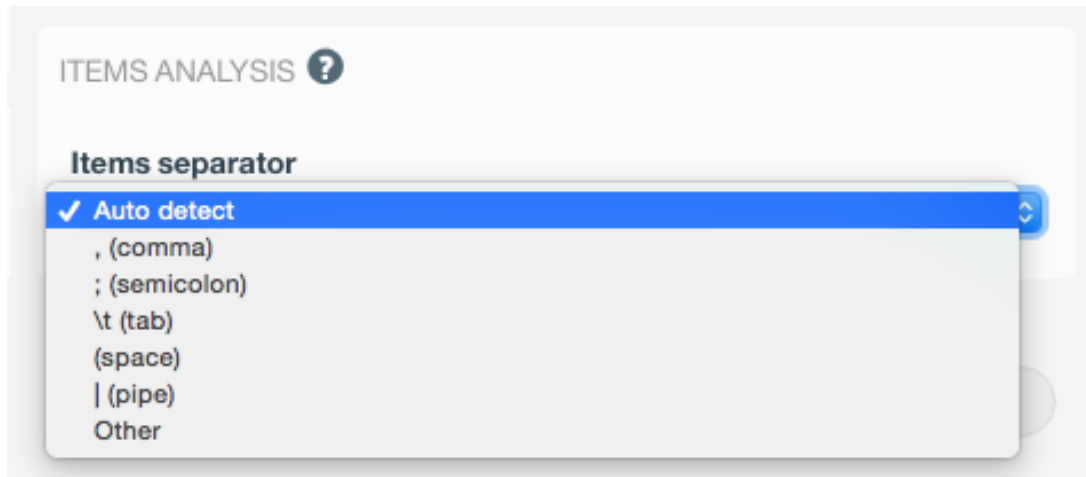 ITEMS ANALYSIS ?
Items separator
✓ Auto detect
, (comma)
; (semicolon)
\t (tab)
(space)
| (pipe)
Other